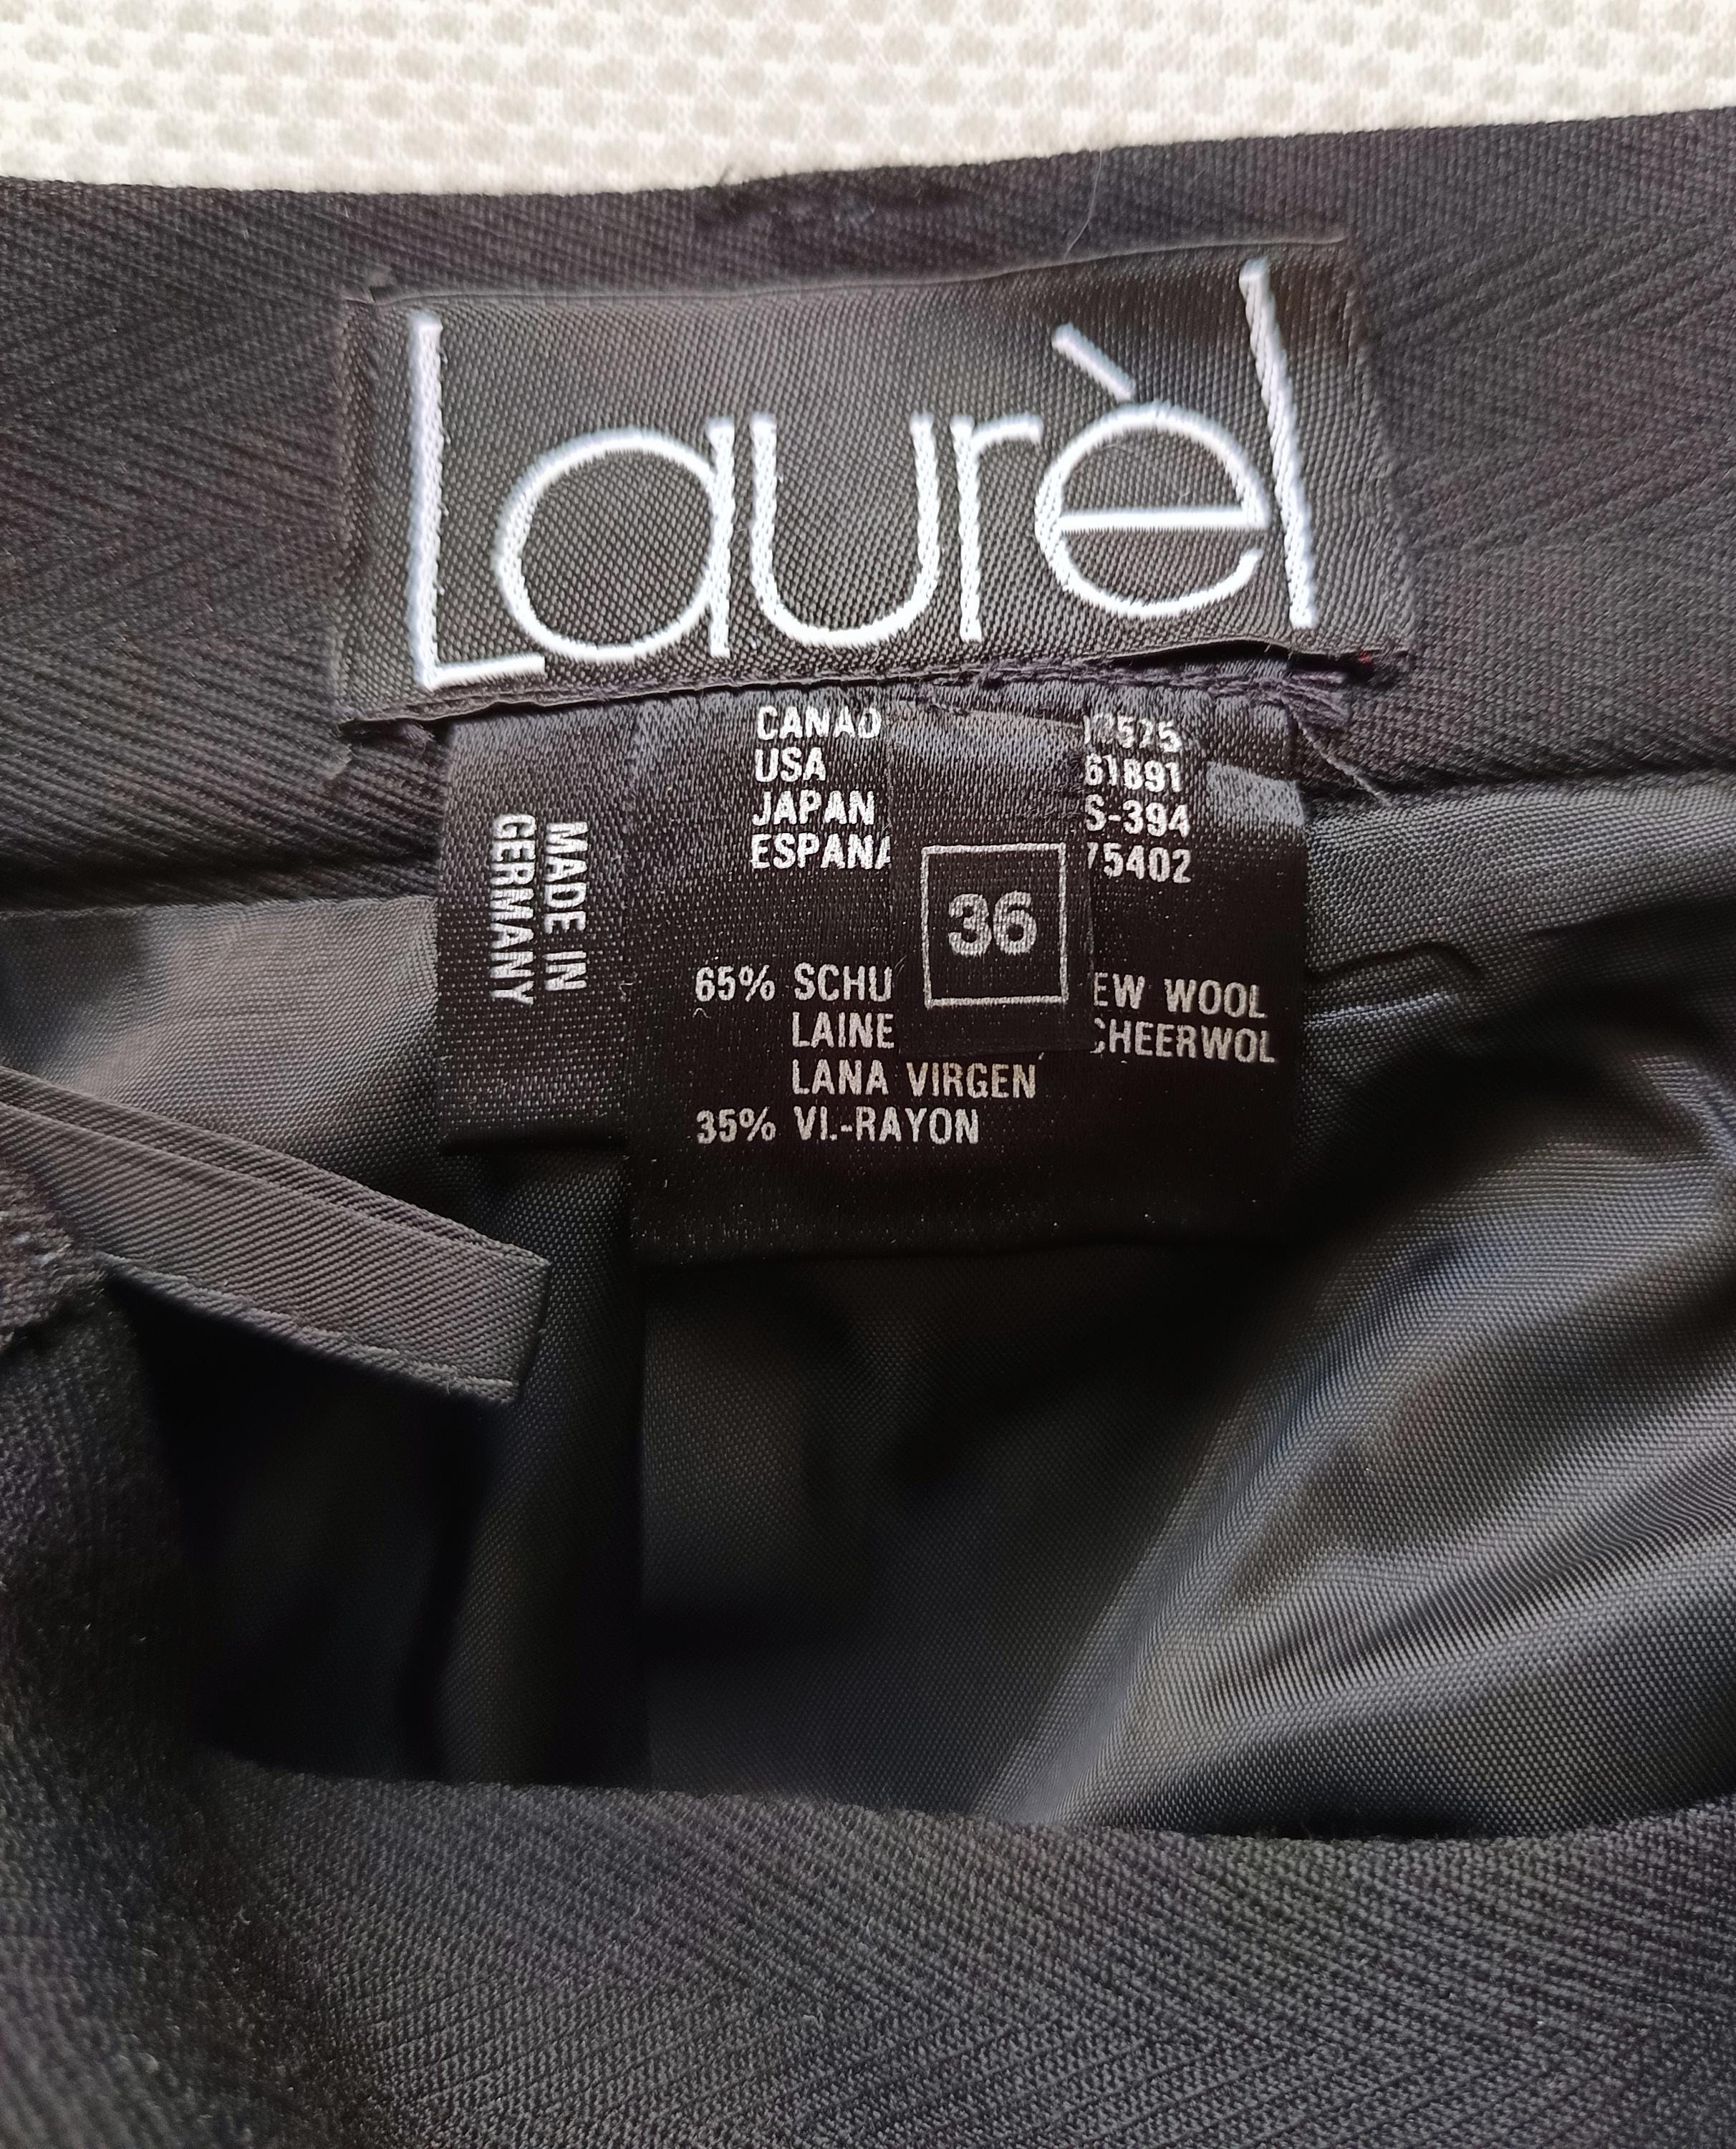 Laurèl
MADE IN
GERMANY
CANAD
USA 61891
JAPAN S-394
ESPANA 75402
36
65% SCHU EW WOOL
LAINE CHEERWOL
LANA VIRGEN
35% VI.-RAYON